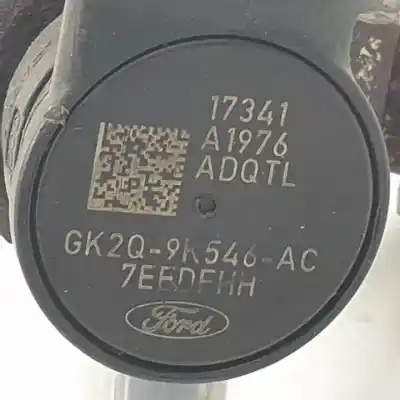 17341
A1976
ADQTL
GK2Q-9K546-AC
7EEDFHH
Ford